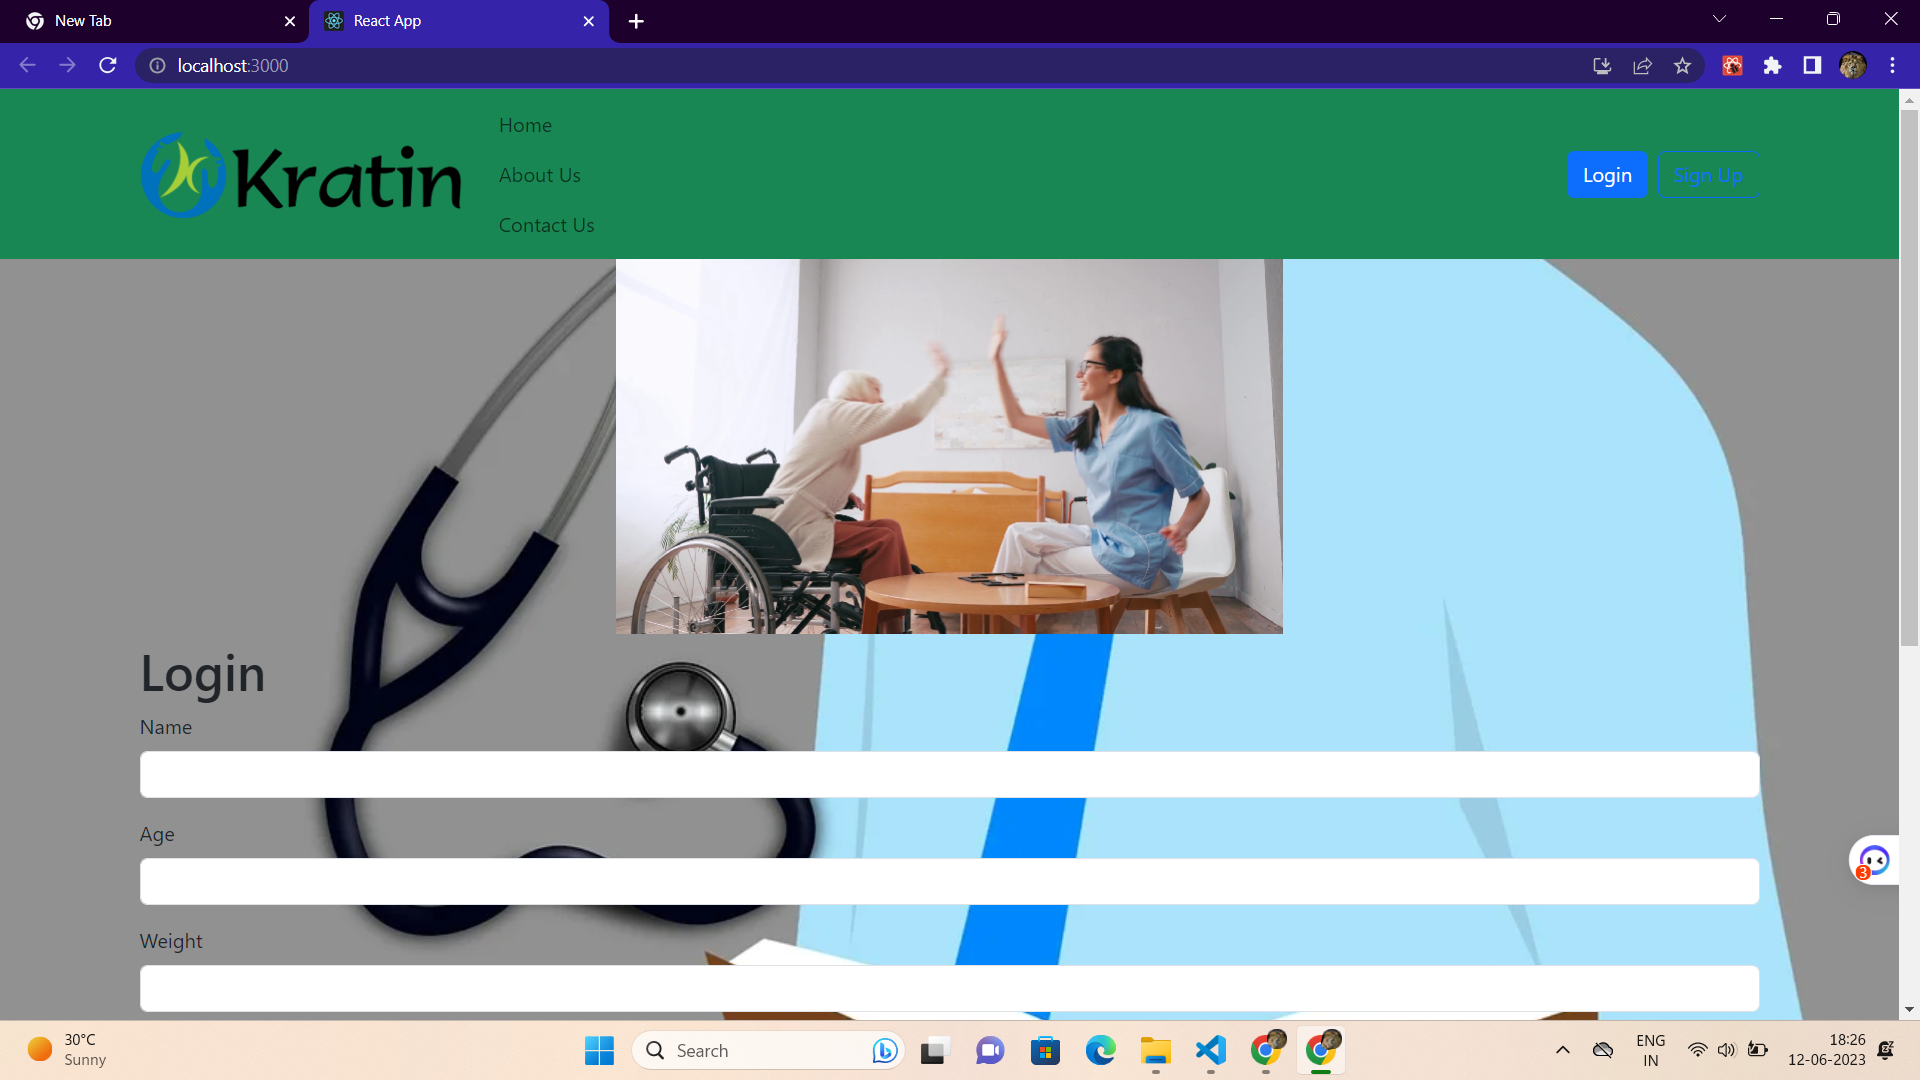 New Tab
React App
localhost:3000
Kratin
Home
About Us
Contact Us
Login
Sign Up
Login
Name
Age
Weight
3
30°C
Sunny
Search
ENG
IN
18:26
12-06-2023